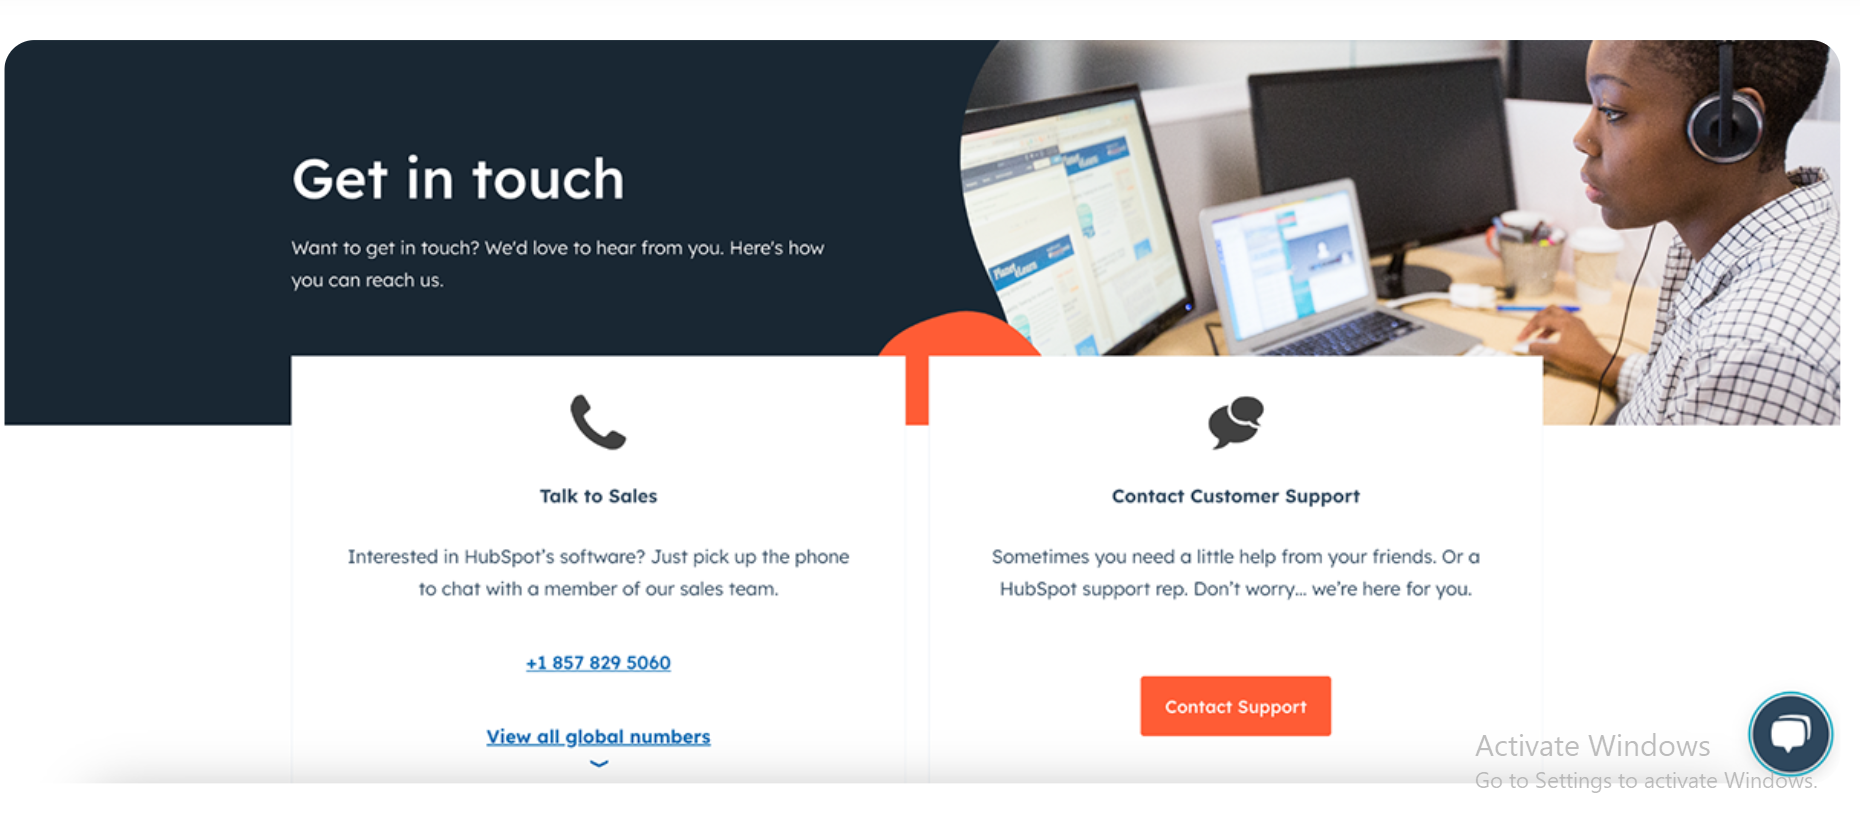 Get in touch
Want to get in touch? We'd love to hear from you. Here's how
you can reach us.
Planet
eLearn
Talk to Sales
Interested in HubSpot's software? Just pick up the phone
to chat with a member of our sales team.
+1 857 829 5060
View all global numbers
Contact Customer Support
Sometimes you need a little help from your friends. Or a
HubSpot support rep. Don't worry... we're here for you.
Contact Support
Activate Windows
Go to Settings to activate Windows.